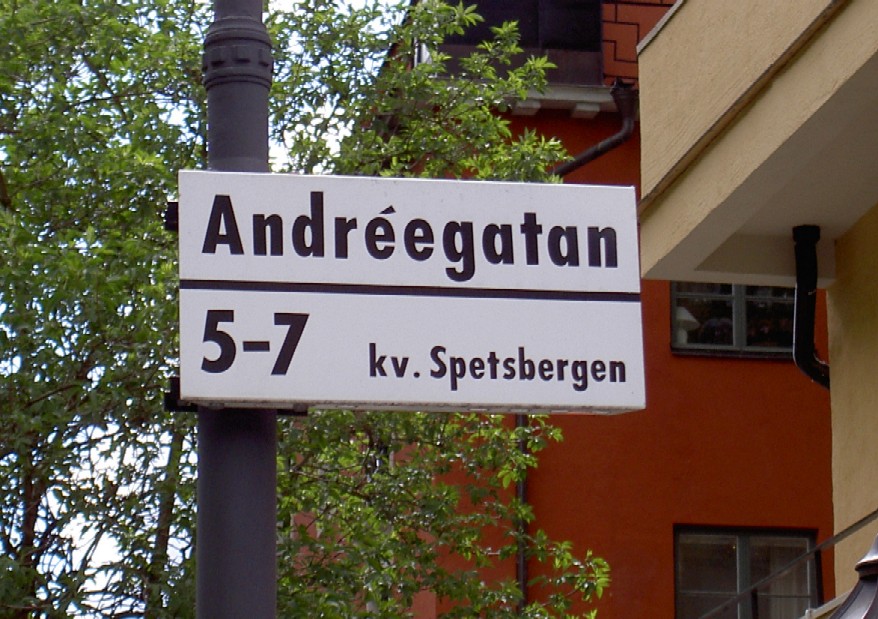 Andréegatan
5-7 kv. Spetsbergen